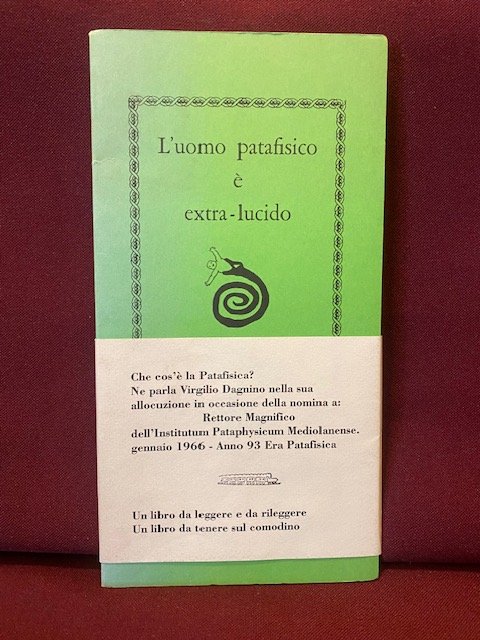 L'uomo patafisico
è
extra-lucido
Che cos'è la Patafisica?
Ne parla Virgilio Dagnino nella sua
allocuzione in occasione della nomina a:
Rettore Magnifico
dell'Institutum Pataphysicum Mediolanense.
gennaio 1966 - Anno 93 Era Patafisica
Un libro da leggere e da rileggere
Un libro da tenere sul comodino